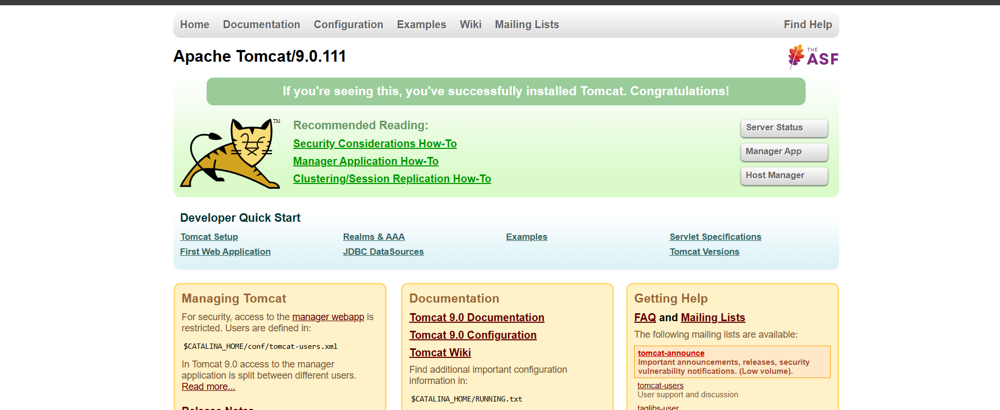 Home Documentation Configuration Examples Wiki Mailing Lists Find Help
Apache Tomcat/9.0.111
THE
ASF
If you're seeing this, you've successfully installed Tomcat. Congratulations!
TM
Recommended Reading:
Security Considerations How-To
Manager Application How-To
Clustering/Session Replication How-To
Server Status
Manager App
Host Manager
Developer Quick Start
Tomcat Setup
First Web Application
Realms & AAA
JDBC DataSources
Examples
Servlet Specifications
Tomcat Versions
Managing Tomcat
For security, access to the manager webapp is
restricted. Users are defined in:
$CATALINA_HOME/conf/tomcat-users.xml
In Tomcat 9.0 access to the manager
application is split between different users.
Read more...
Release Notes
Documentation
Tomcat 9.0 Documentation
Tomcat 9.0 Configuration
Tomcat Wiki
Find additional important configuration
information in:
$CATALINA_HOME/RUNNING.txt
Getting Help
FAQ and Mailing Lists
The following mailing lists are available:
tomcat-announce
Important announcements, releases, security
vulnerability notifications. (Low volume).
tomcat-users
User support and discussion
taglibs-user